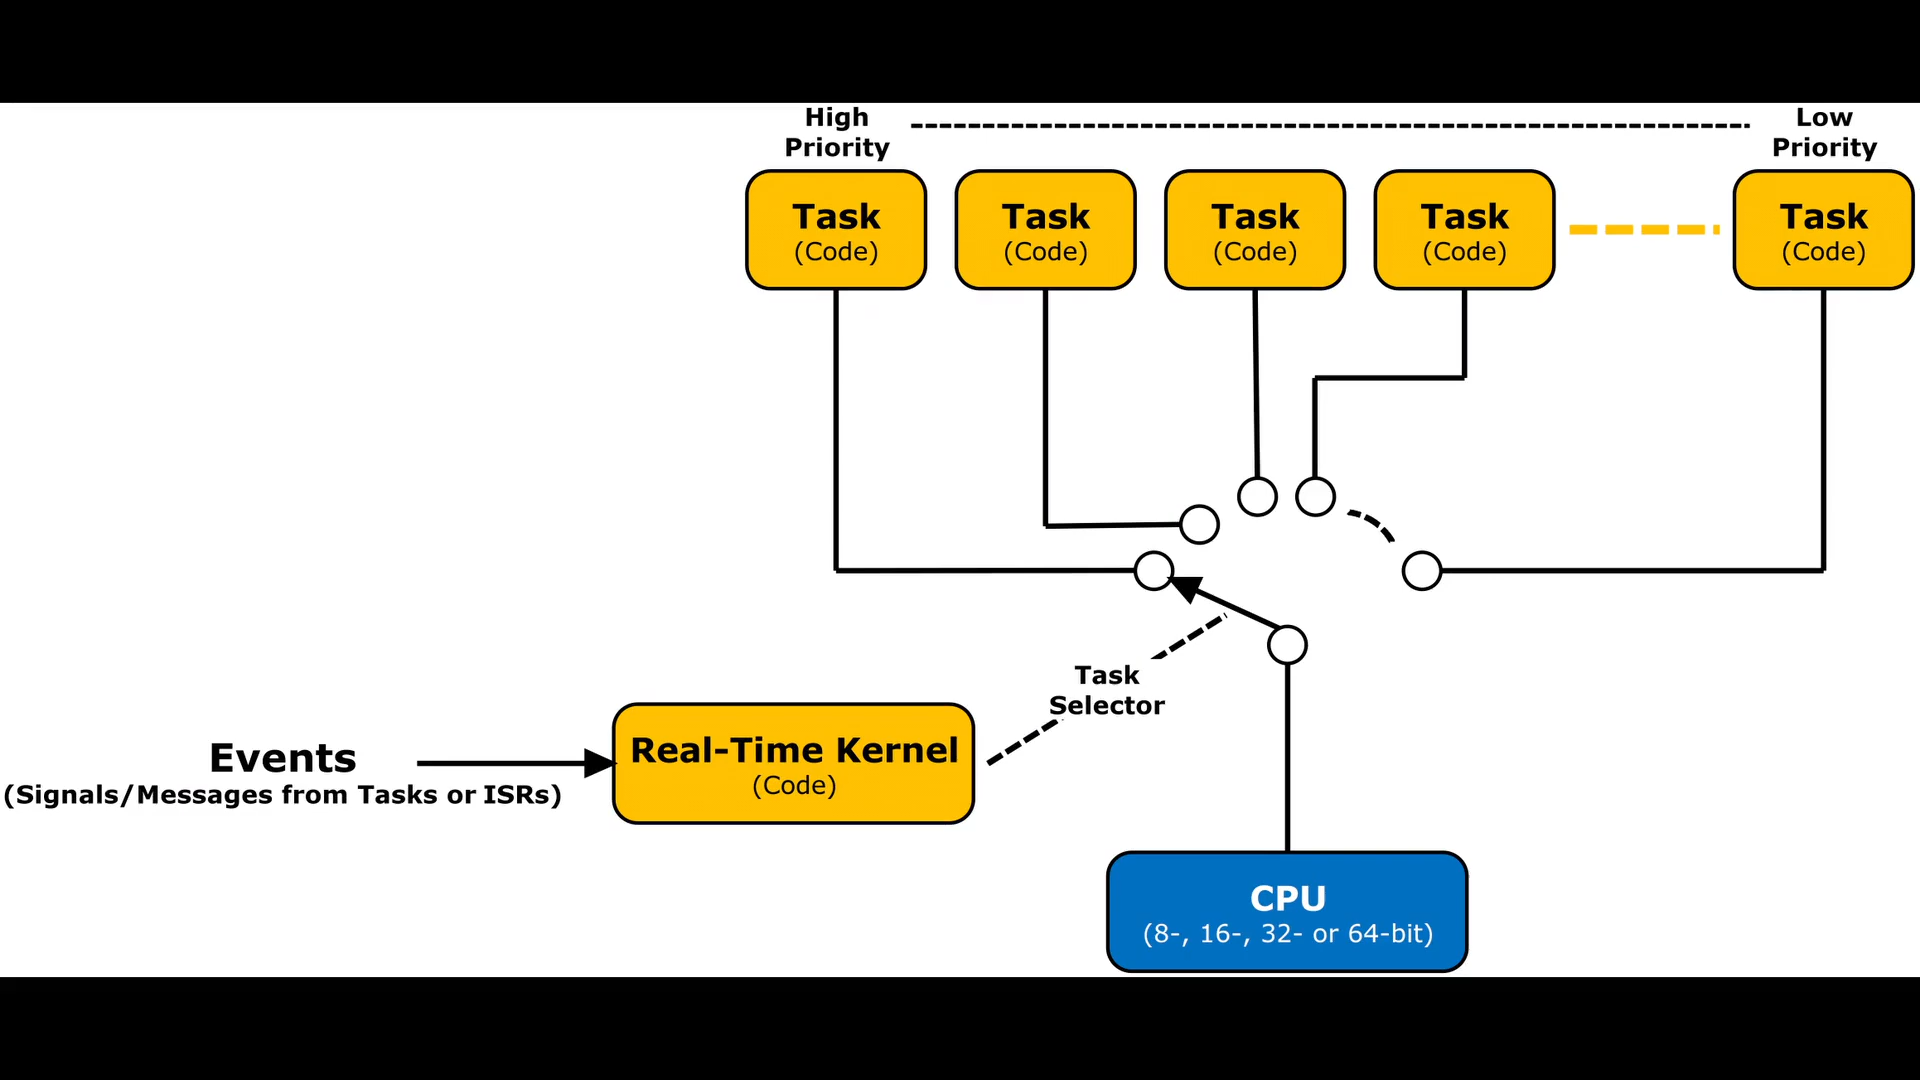 High
Priority
Low
Priority
Task
(Code)
Task
(Code)
Task
(Code)
Task
(Code)
Task
(Code)
Task
Selector
Events
(Signals/Messages from Tasks or ISRs)
Real-Time Kernel
(Code)
CPU
(8-, 16-, 32- or 64-bit)